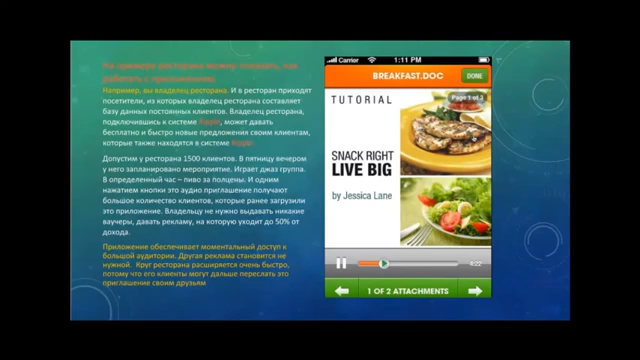 На примере ресторана можно показать, как
работать с приложением.
Например, вы владелец ресторана. И в ресторан приходят
посетители, из которых владелец ресторана составляет
базу данных постоянных клиентов. Владелец ресторана,
подключившись к системе, может давать
бесплатно и быстро новые предложения своим клиентам,
которые также находятся в системе
Допустим у ресторана 1500 клиентов. В пятницу вечером
у него запланировано мероприятие. Играет джаз группа.
В определенный час – пиво за полцены. И одним
нажатием кнопки это аудио приглашение получают
большое количество клиентов, которые ранее загрузили
это приложение. Владельцу не нужно выдавать никакие
ваучеры, давать рекламу, на которую уходит до 50% от
дохода.
Приложение обеспечивает моментальный доступ к
большой аудитории. Другая реклама становится не
нужной. Круг ресторана расширяется очень быстро,
потому что его клиенты могут дальше переслать это
приглашение своим друзьям
Carrier 1:11 PM
BREAKFAST.DOC DONE
TUTORIAL
Page 1 of 3
SNACK RIGHT
LIVE BIG
by Jessica Lane
4:22
1 OF 2 ATTACHMENTS